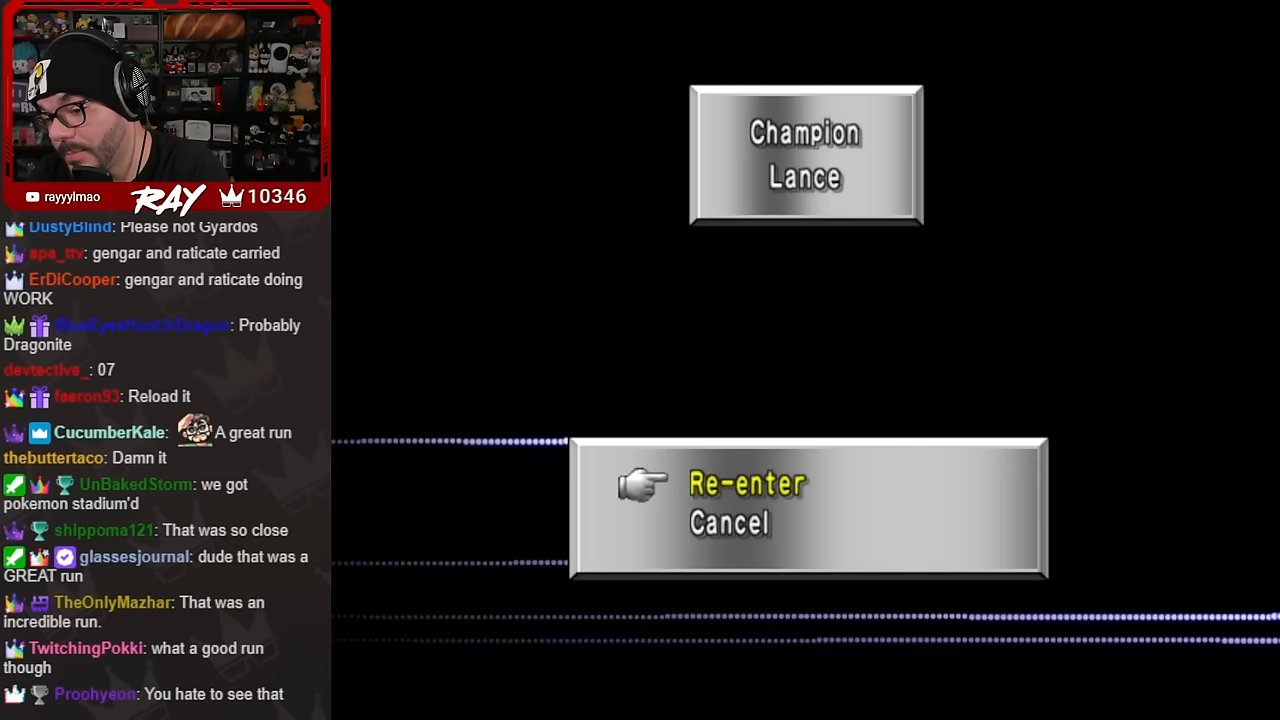 rayyylmao
RAY
10346
DustyBlind: Please not Gyardos
apa_ttv: gengar and raticate carried
ErDiCooper: gengar and raticate doing
WORK
BlueEyesHunt3rDragon: Probably
Dragonite
devtective_: 07
faeron93: Reload it
CucumberKale: A great run
thebuttertaco: Damn it
UnBakedStorm: we got
pokemon stadium'd
shippoma121: That was so close
glassesjournal: dude that was a
GREAT run
TheOnlyMazhar: That was an
incredible run.
TwitchingPokki: what a good run
though
Proohyeon: You hate to see that
Champion
Lance
Re-enter
Cancel